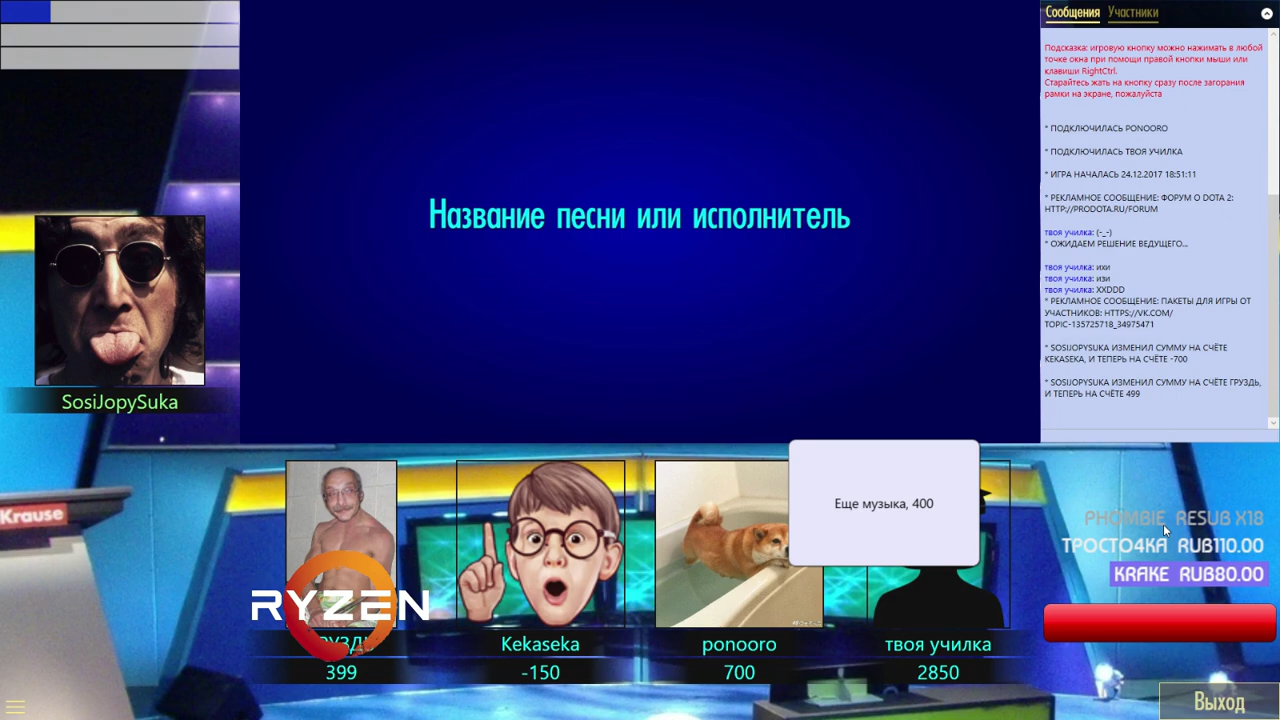 Сообщения Участники
Подсказка: игровую кнопку можно нажимать в любой
точке окна при помощи правой кнопки мыши или
клавиши RightCtrl.
Старайтесь жать на кнопку сразу после загорания
рамки на экране, пожалуйста
* ПОДКЛЮЧИЛАСЬ PONOORO
* ПОДКЛЮЧИЛАСЬ ТВОЯ УЧИЛКА
* ИГРА НАЧАЛАСЬ 24.12.2017 18:51:11
* РЕКЛАМНОЕ СООБЩЕНИЕ: ФОРУМ О DOTA 2:
HTTP://PRODOTA.RU/FORUM
твоя училка: (-_-)
* ОЖИДАЕМ РЕШЕНИЕ ВЕДУЩЕГО...
твоя училка: ихи
твоя училка: изи
твоя училка: XXDDD
* РЕКЛАМНОЕ СООБЩЕНИЕ: ПАКЕТЫ ДЛЯ ИГРЫ ОТ
УЧАСТНИКОВ: HTTPS://VK.COM/
TOPIC-135725718_34975471
* SOSIJOPYSUKA ИЗМЕНИЛ СУММУ НА СЧЁТЕ
KEKASEKA, И ТЕПЕРЬ НА СЧЁТЕ -700
* SOSIJOPYSUKA ИЗМЕНИЛ СУММУ НА СЧЁТЕ ГРУЗДЬ,
И ТЕПЕРЬ НА СЧЁТЕ 499
Название песни или исполнитель
SosiJopySuka
Еще музыка, 400
Krause
PHOMBIE RESUB X18
ТРОСТО4КА RUB110.00
KRAKE RUB80.00
RYZEN
Kekaseka
ponooro
твоя училка
399
-150
700
2850
Выход